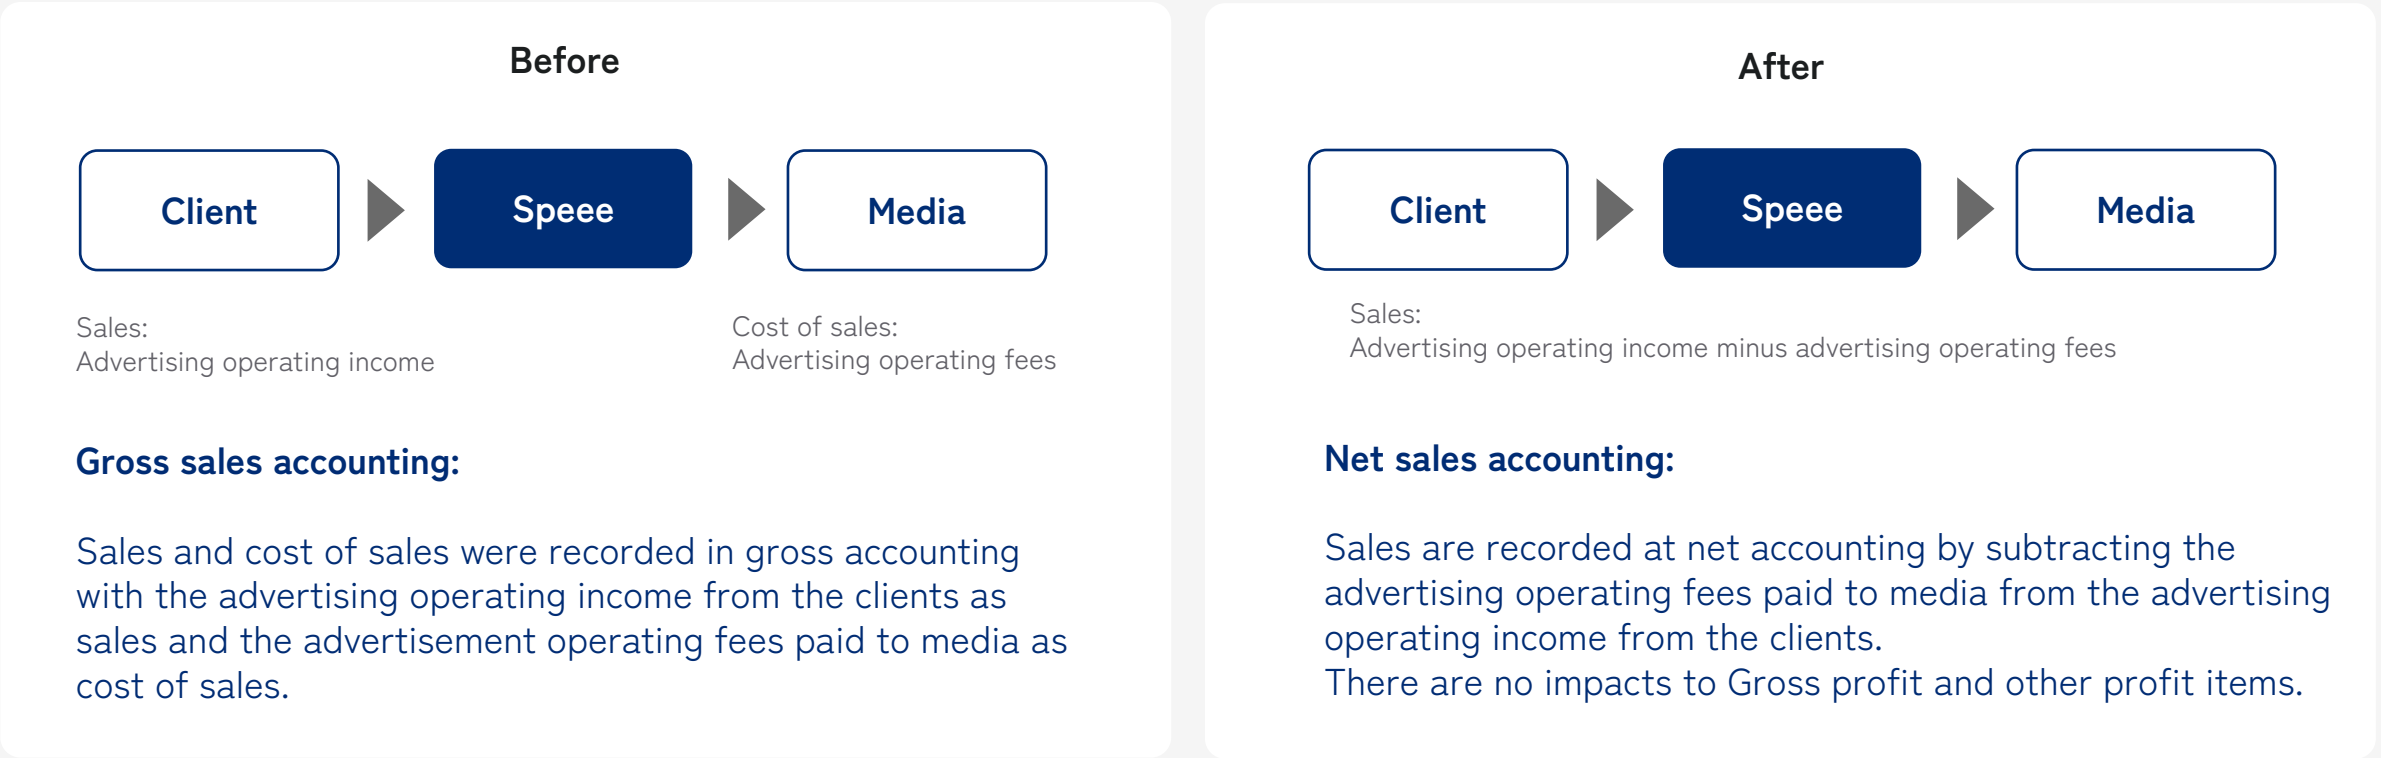 Before
Client
Speee
Media
Sales:
Advertising operating income
Cost of sales:
Advertising operating fees
Gross sales accounting:
Sales and cost of sales were recorded in gross accounting
with the advertising operating income from the clients as
sales and the advertisement operating fees paid to media as
cost of sales.
After
Client
Speee
Media
Sales:
Advertising operating income minus advertising operating fees
Net sales accounting:
Sales are recorded at net accounting by subtracting the
advertising operating fees paid to media from the advertising
operating income from the clients.
There are no impacts to Gross profit and other profit items.